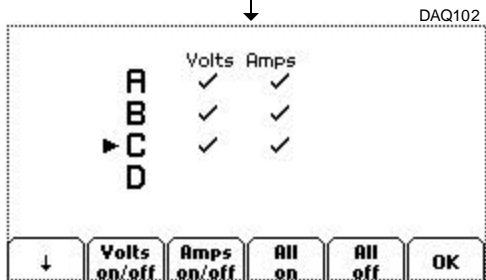 DAQ102
Volts Amps
A ✓ ✓
B ✓ ✓
► C ✓ ✓
D
↓ Volts on/off Amps on/off All on All off OK